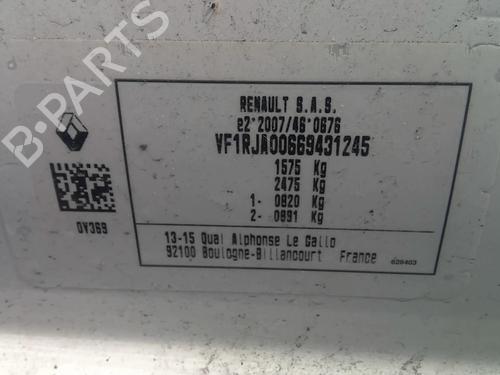 RENAULT S.A.S.
e2*2007/46*0676
VF1RJA00669431245
1575 Kg
2475 Kg
1- 0820 Kg
2- 0891 Kg
0V369
13-15 Quai Alphonse Le Gallo
92100 Boulogne-Billancourt France
B-PARTS